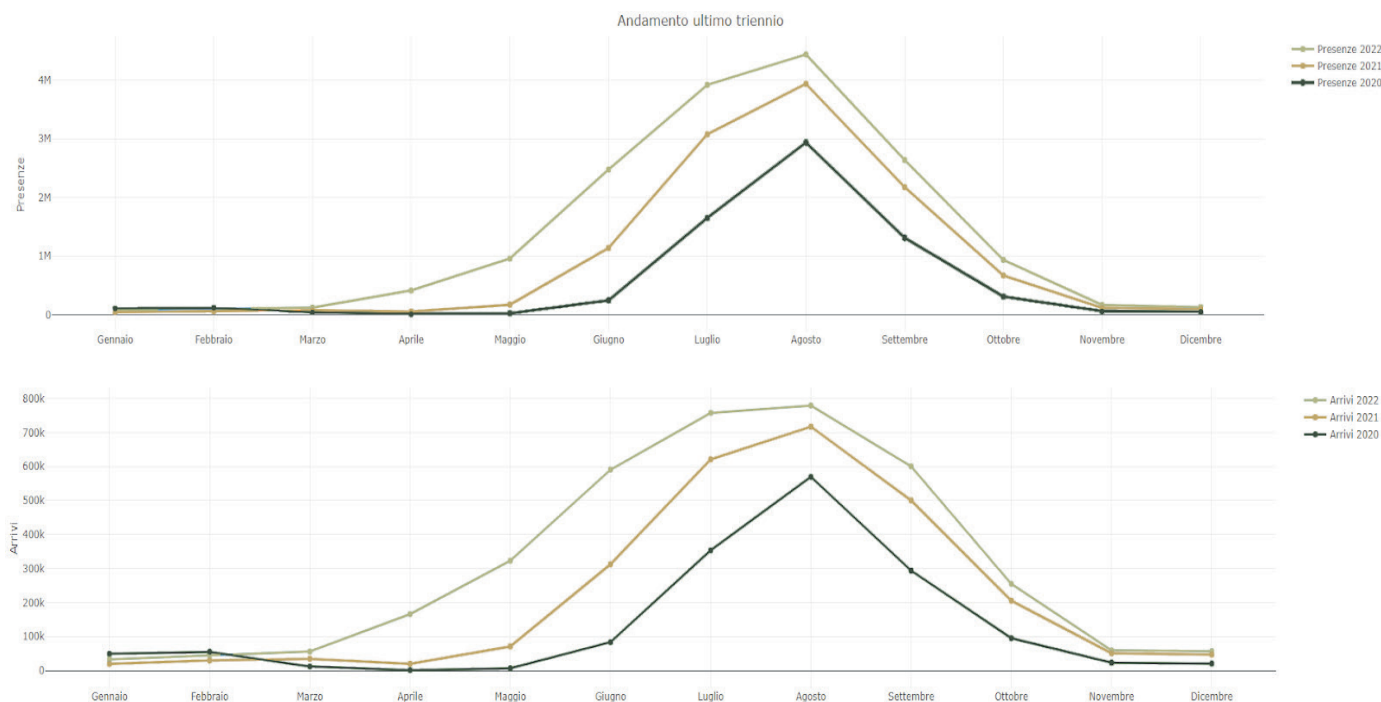 Andamento ultimo triennio
Presenze 2022
Presenze 2021
Presenze 2020
Presenze
4M
3M
2M
1M
0
Gennaio Febbraio Marzo Aprile Maggio Giugno Luglio Agosto Settembre Ottobre Novembre Dicembre
Arrivi 2022
Arrivi 2021
Arrivi 2020
Arrivi
800k
700k
600k
500k
400k
300k
200k
100k
0
Gennaio Febbraio Marzo Aprile Maggio Giugno Luglio Agosto Settembre Ottobre Novembre Dicembre